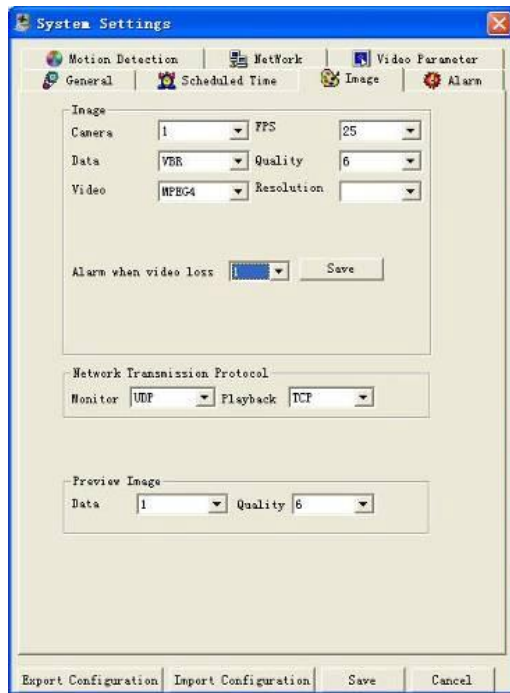 System Settings
Motion Detection NetWork Video Parameter
General Scheduled Time Image Alarm
Image
Camera 1 FPS 25
Data VBR Quality 6
Video MPEG4 Resolution
Alarm when video loss 1 Save
Network Transmission Protocol
Monitor UDP Playback TCP
Preview Image
Data 1 Quality 6
Export Configuration Import Configuration Save Cancel